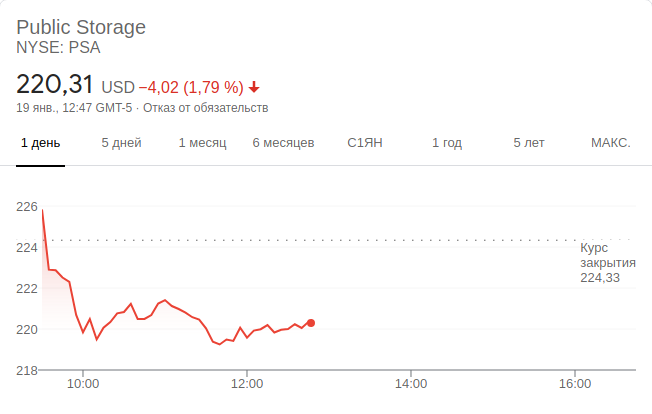 Public Storage
NYSE: PSA
220,31 USD −4,02 (1,79 %)
19 янв., 12:47 GMT-5 · Отказ от обязательств
1 день 5 дней 1 месяц 6 месяцев С1ЯН 1 год 5 лет МАКС.
226
224
Курс
закрытия
224,33
222
220
218
10:00 12:00 14:00 16:00